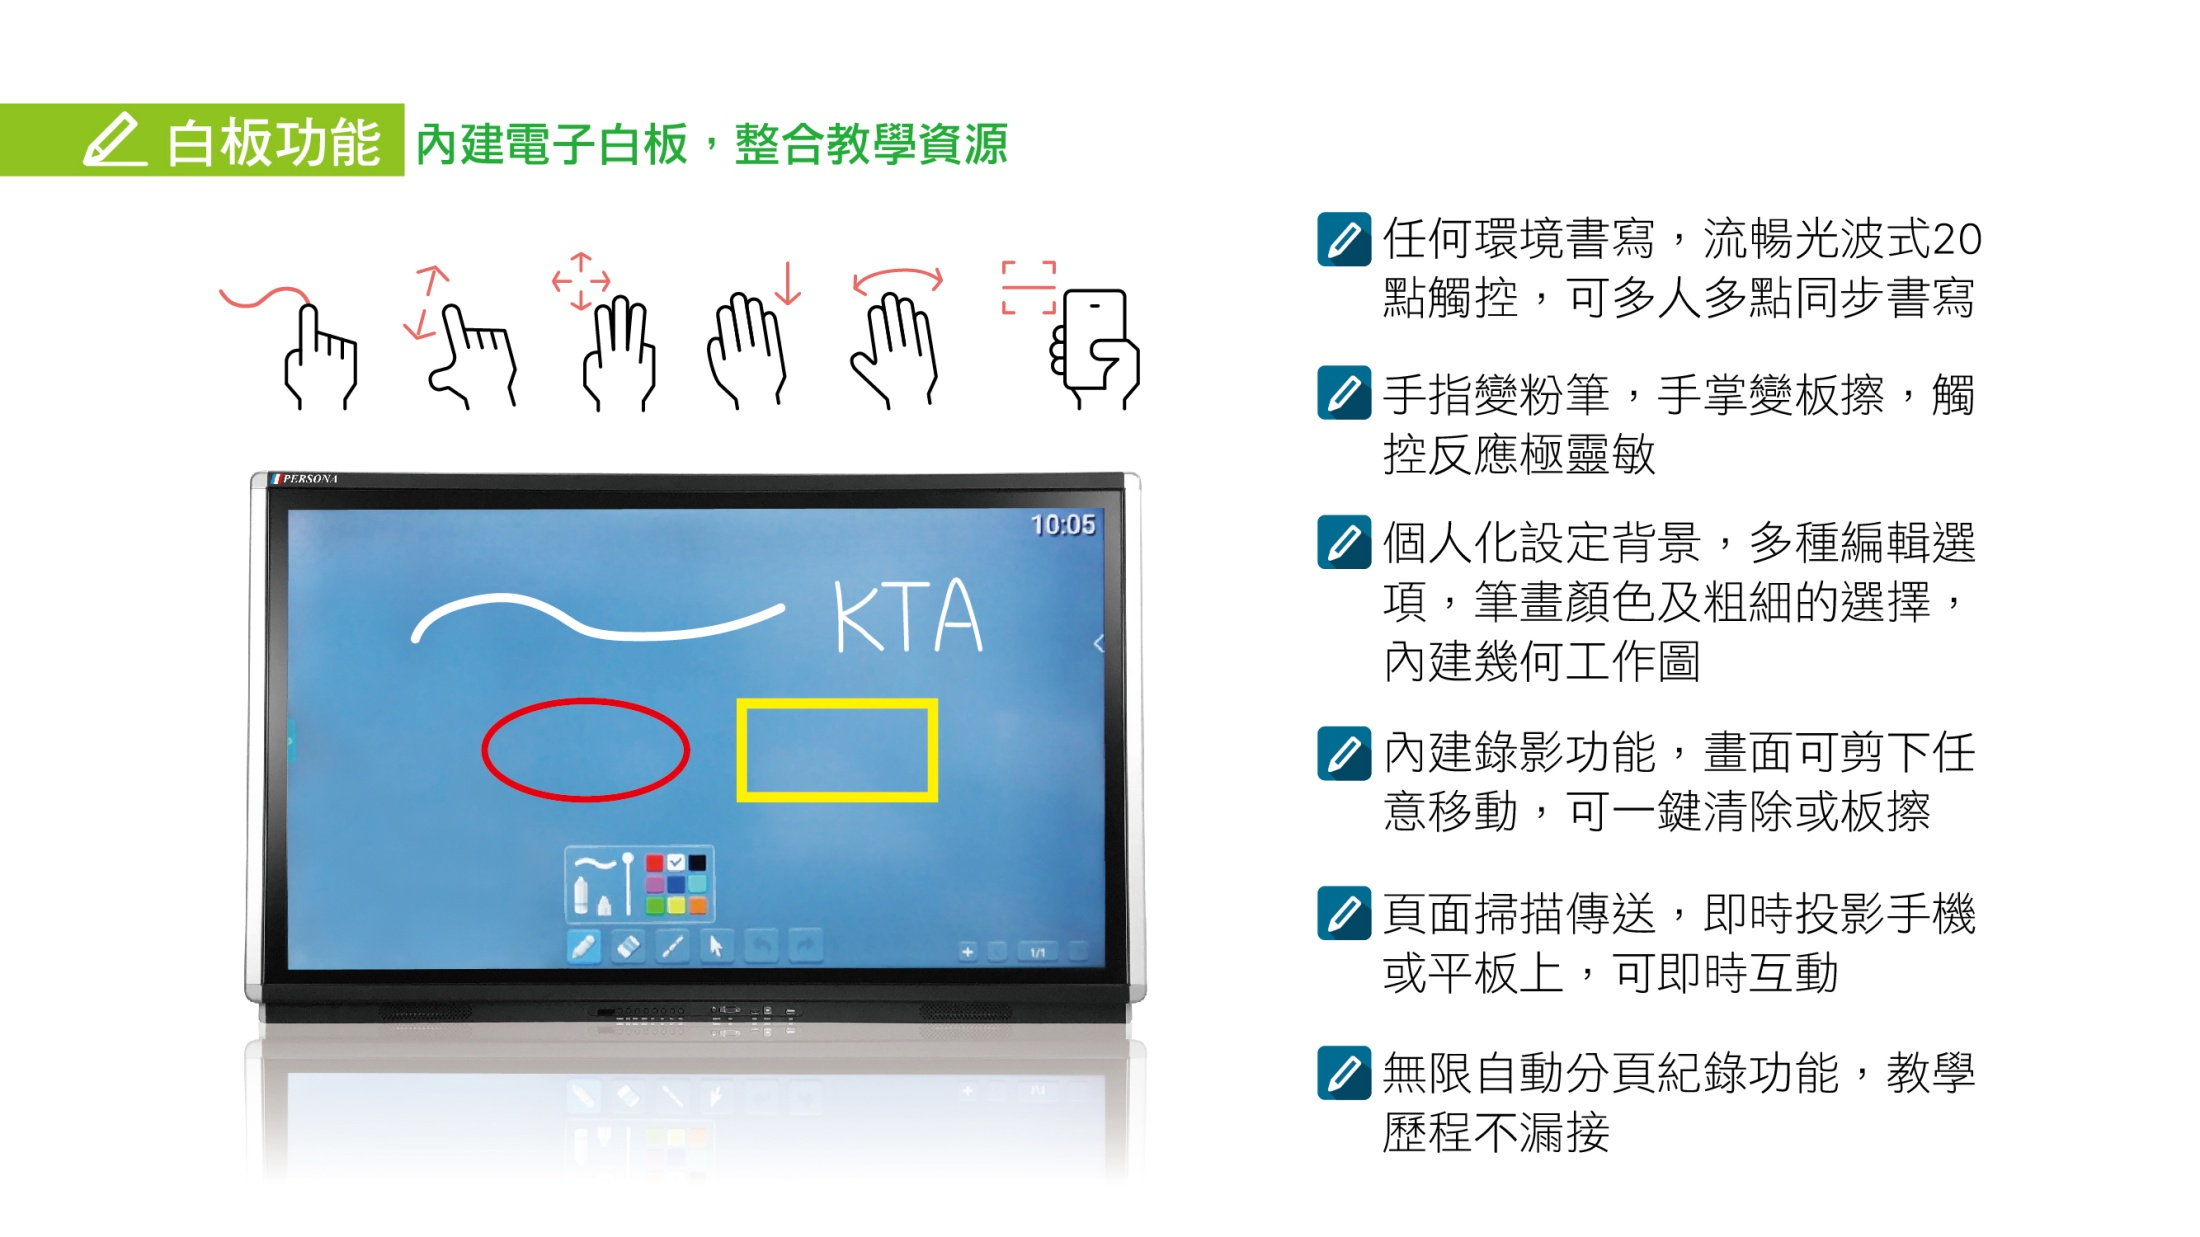 白板功能
內建電子白板，整合教學資源
任何環境書寫，流暢光波式20
點觸控，可多人多點同步書寫
手指變粉筆，手掌變板擦，觸
控反應極靈敏
個人化設定背景，多種編輯選
項，筆畫顏色及粗細的選擇，
內建幾何工作圖
內建錄影功能，畫面可剪下任
意移動，可一鍵清除或板擦
頁面掃描傳送，即時投影手機
或平板上，可即時互動
無限自動分頁紀錄功能，教學
歷程不漏接
PERSONA
10:05
KTA
1/1